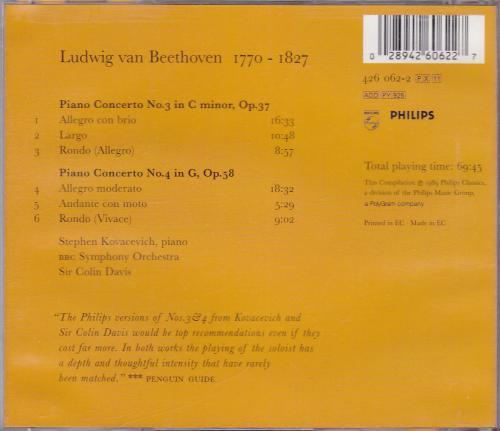 Ludwig van Beethoven 1770 - 1827
0 28942 60622 7
426 062-2 PX 11
ADD PY 925
PHILIPS
Piano Concerto No.3 in C minor, Op.37
1 Allegro con brio 16:33
2 Largo 10:48
3 Rondo (Allegro) 8:57
Piano Concerto No.4 in G, Op.58
4 Allegro moderato 18:32
5 Andante con moto 5:29
6 Rondo (Vivace) 9:02
Stephen Kovacevich, piano
BBC Symphony Orchestra
Sir Colin Davis
Total playing time: 69:45
This Compilation ℗ 1989 Philips Classics,
a division of the Philips Music Group,
a PolyGram company
Printed in EC Made in EC
"The Philips versions of Nos.3&4 from Kovacevich and
Sir Colin Davis would be top recommendations even if they
cost far more. In both works the playing of the soloist has
a depth and thoughtful intensity that have rarely
been matched." *** PENGUIN GUIDE